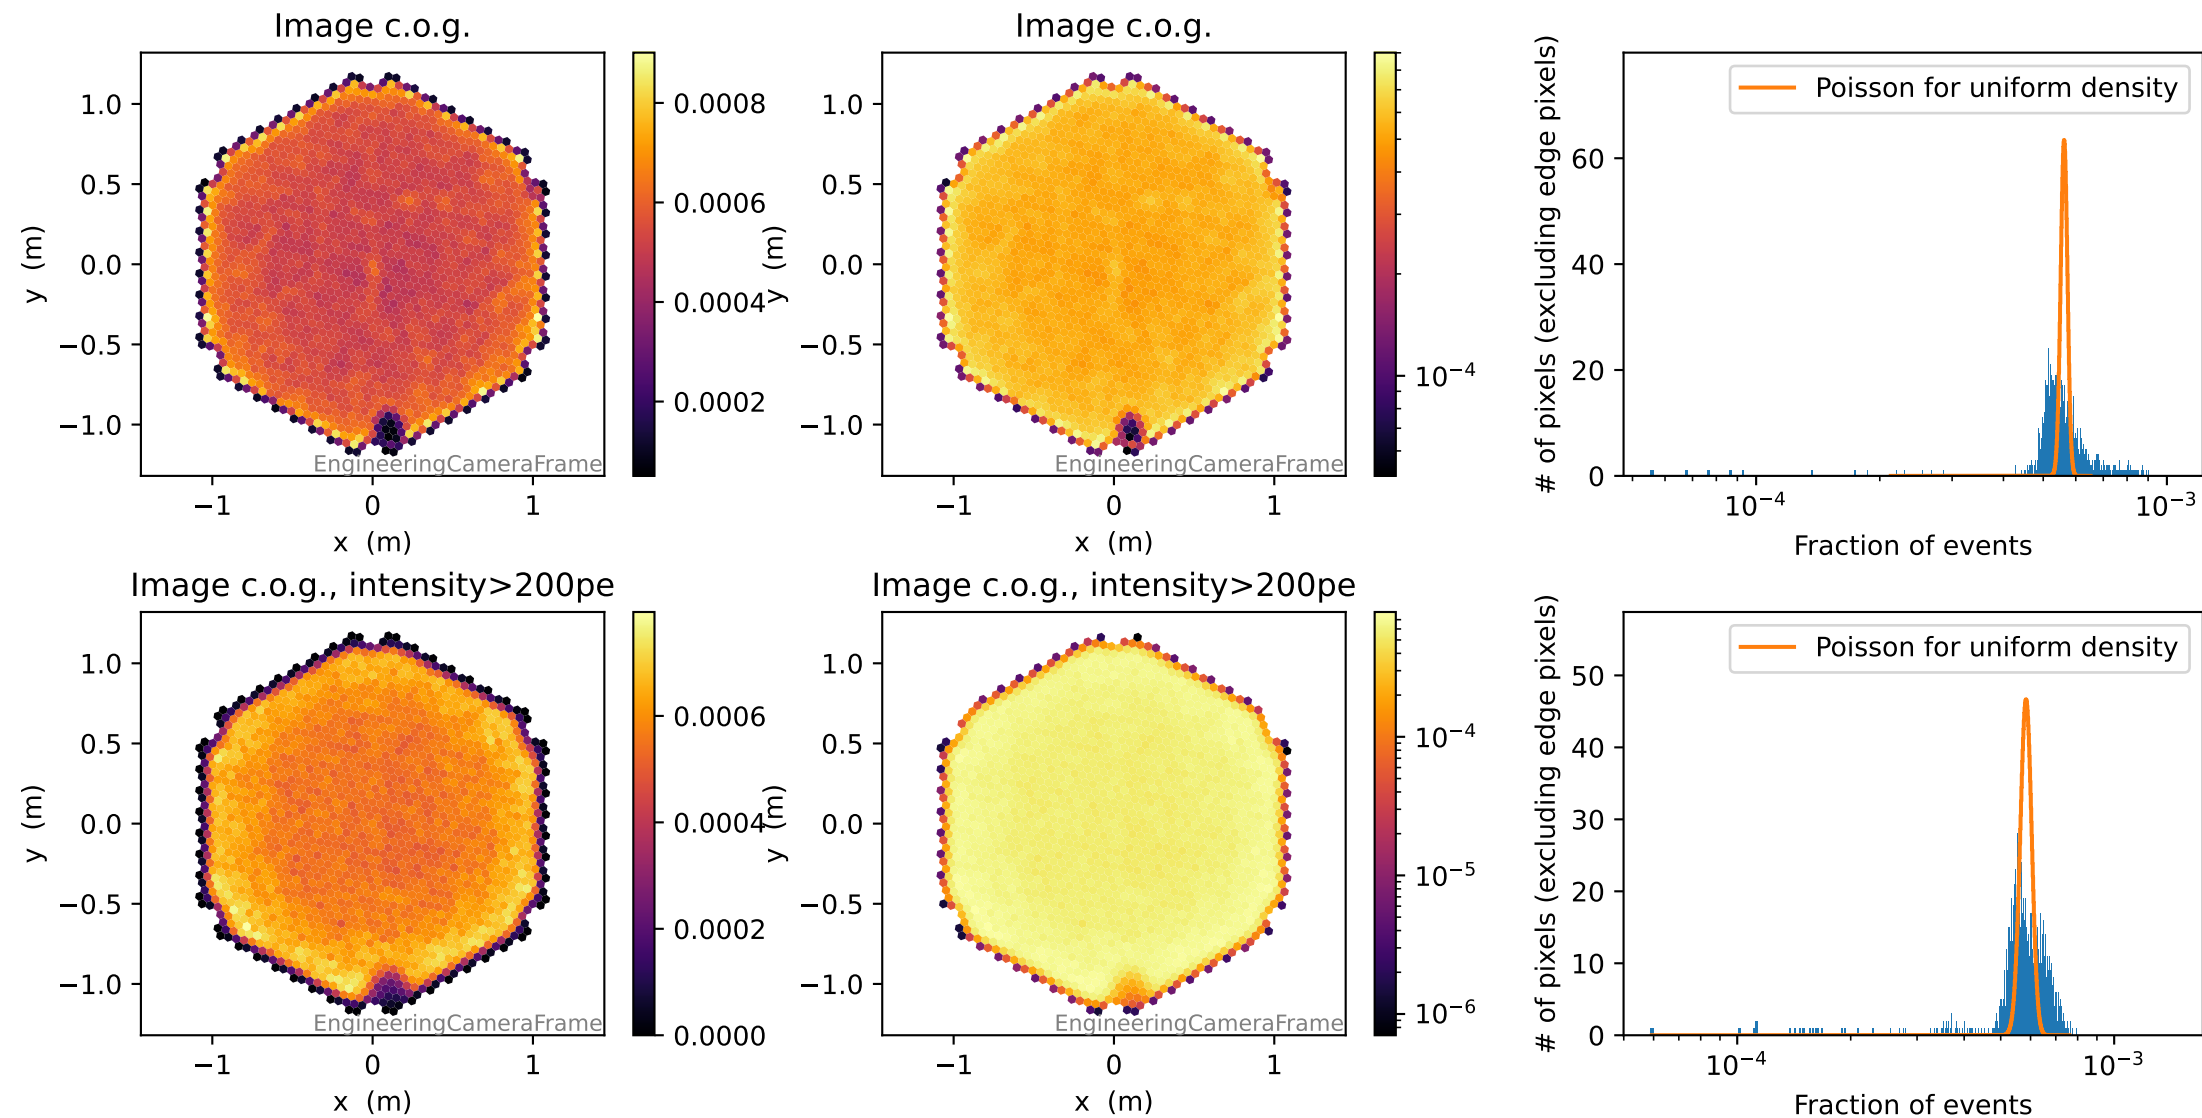 Image c.o.g.
1.0
0.5
0.0
−0.5
−1.0
y (m)
−1
0
1
x (m)
EngineeringCameraFrame
0.0008
0.0006
0.0004
0.0002
Image c.o.g.
1.0
0.5
0.0
−0.5
−1.0
y (m)
−1
0
1
x (m)
EngineeringCameraFrame
10⁻⁴
# of pixels (excluding edge pixels)
60
40
20
0
Poisson for uniform density
10⁻⁴
10⁻³
Fraction of events
Image c.o.g., intensity>200pe
1.0
0.5
0.0
−0.5
−1.0
y (m)
−1
0
1
x (m)
EngineeringCameraFrame
0.0006
0.0004
0.0002
0.0000
Image c.o.g., intensity>200pe
1.0
0.5
0.0
−0.5
−1.0
y (m)
−1
0
1
x (m)
EngineeringCameraFrame
10⁻⁴
10⁻⁵
10⁻⁶
# of pixels (excluding edge pixels)
50
40
30
20
10
0
Poisson for uniform density
10⁻⁴
10⁻³
Fraction of events